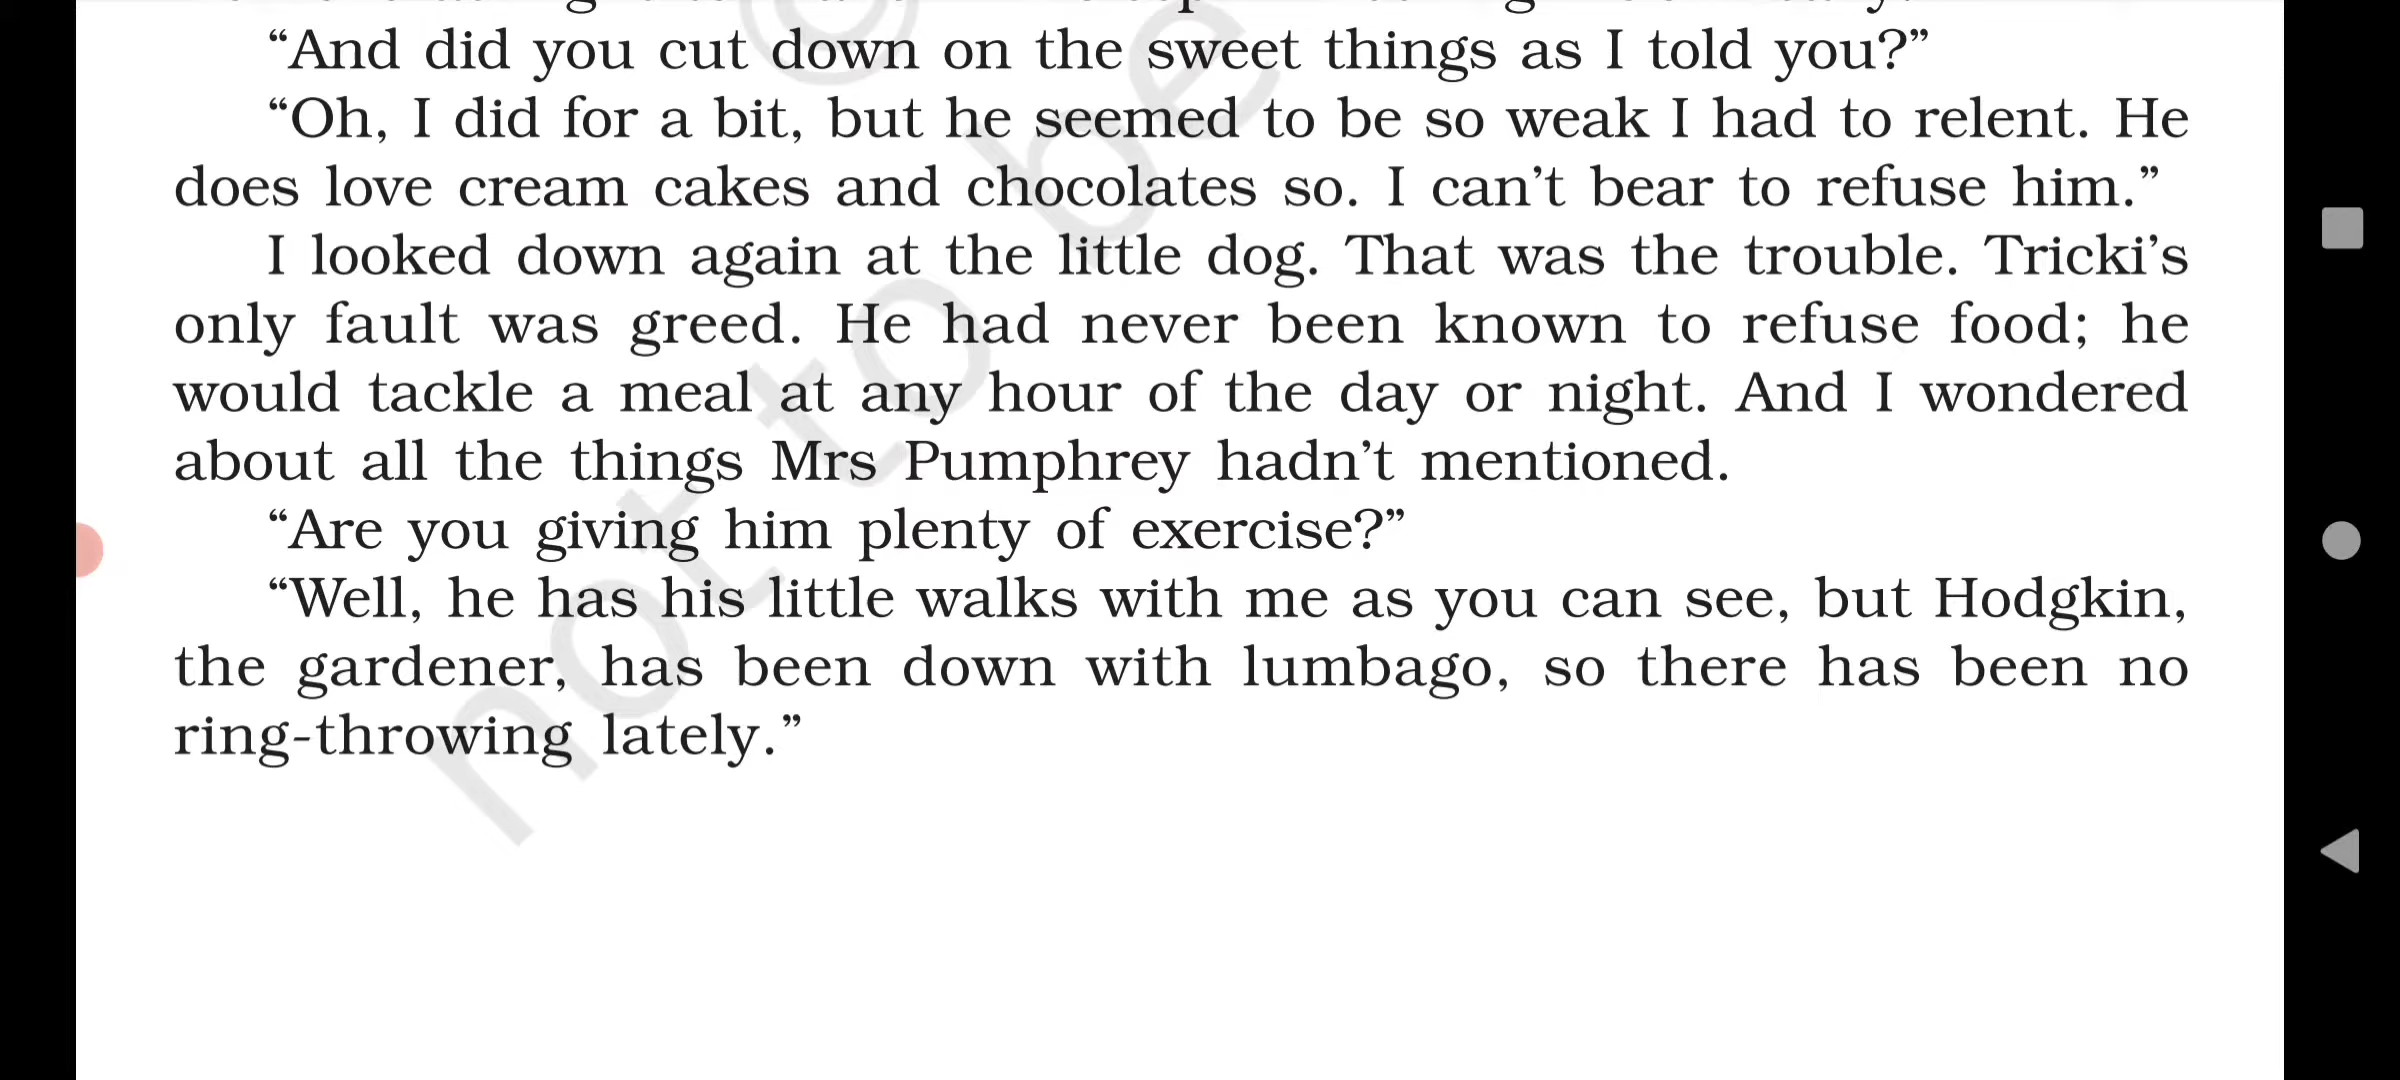 “And did you cut down on the sweet things as I told you?”
“Oh, I did for a bit, but he seemed to be so weak I had to relent. He
does love cream cakes and chocolates so. I can’t bear to refuse him.”
I looked down again at the little dog. That was the trouble. Tricki’s
only fault was greed. He had never been known to refuse food; he
would tackle a meal at any hour of the day or night. And I wondered
about all the things Mrs Pumphrey hadn’t mentioned.
“Are you giving him plenty of exercise?”
“Well, he has his little walks with me as you can see, but Hodgkin,
the gardener, has been down with lumbago, so there has been no
ring-throwing lately.”
©
not to be